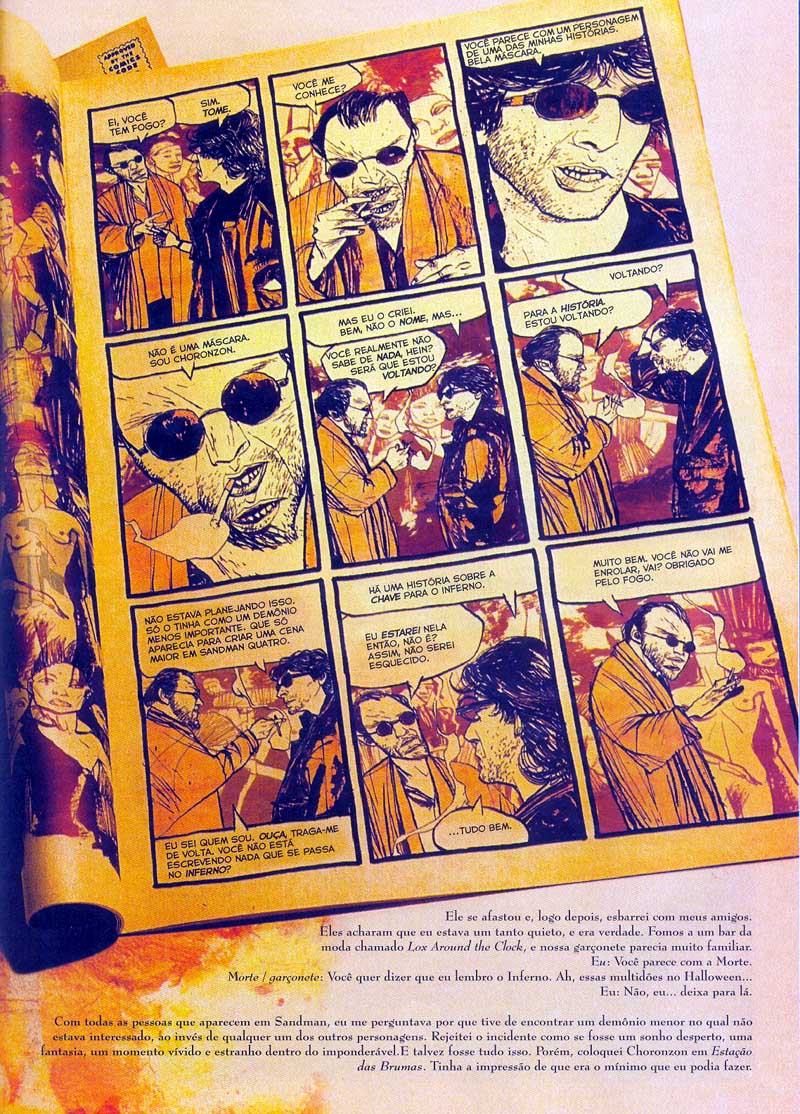 APPROVED
BY THE
COMICS
CODE
EI, VOCÊ
TEM FOGO?
SIM.
TOME.
VOCÊ ME
CONHECE?
VOCÊ PARECE COM UM PERSONAGEM
DE UMA DAS MINHAS HISTÓRIAS.
BELA MÁSCARA.
NÃO É UMA MÁSCARA.
SOU CHORONZON.
MAS EU O CRIEI.
BEM, NÃO O NOME, MAS...
VOCÊ REALMENTE NÃO
SABE DE NADA, HEIN?
SERÁ QUE ESTOU
VOLTANDO?
VOLTANDO?
PARA A HISTÓRIA.
ESTOU VOLTANDO?
NÃO ESTAVA PLANEJANDO ISSO.
SÓ O TINHA COMO UM DEMÔNIO
MENOS IMPORTANTE. QUE SÓ
APARECIA PARA CRIAR UMA CENA
MAIOR EM SANDMAN QUATRO.
EU SEI QUEM SOU. OUÇA, TRAGA-ME
DE VOLTA. VOCÊ NÃO ESTÁ
ESCREVENDO NADA QUE SE PASSA
NO INFERNO?
HÁ UMA HISTÓRIA SOBRE A
CHAVE PARA O INFERNO.
EU ESTAREI NELA
ENTÃO, NÃO É?
ASSIM, NÃO SEREI
ESQUECIDO.
...TUDO BEM.
MUITO BEM. VOCÊ NÃO VAI ME
ENROLAR, VAI? OBRIGADO
PELO FOGO.
Ele se afastou e, logo depois, esbarrei com meus amigos.
Eles acharam que eu estava um tanto quieto, e era verdade. Fomos a um bar da
moda chamado Lox Around the Clock, e nossa garçonete parecia muito familiar.
Eu: Você parece com a Morte.
Morte / garçonete: Você quer dizer que eu lembro o Inferno. Ah, essas multidões no Halloween...
Eu: Não, eu... deixa para lá.
Com todas as pessoas que aparecem em Sandman, eu me perguntava por que tive de encontrar um demônio menor no qual não
estava interessado, ao invés de qualquer um dos outros personagens. Rejeitei o incidente como se fosse um sonho desperto, uma
fantasia, um momento vívido e estranho dentro do imponderável.E talvez fosse tudo isso. Porém, coloquei Choronzon em Estação
das Brumas. Tinha a impressão de que era o mínimo que eu podia fazer.